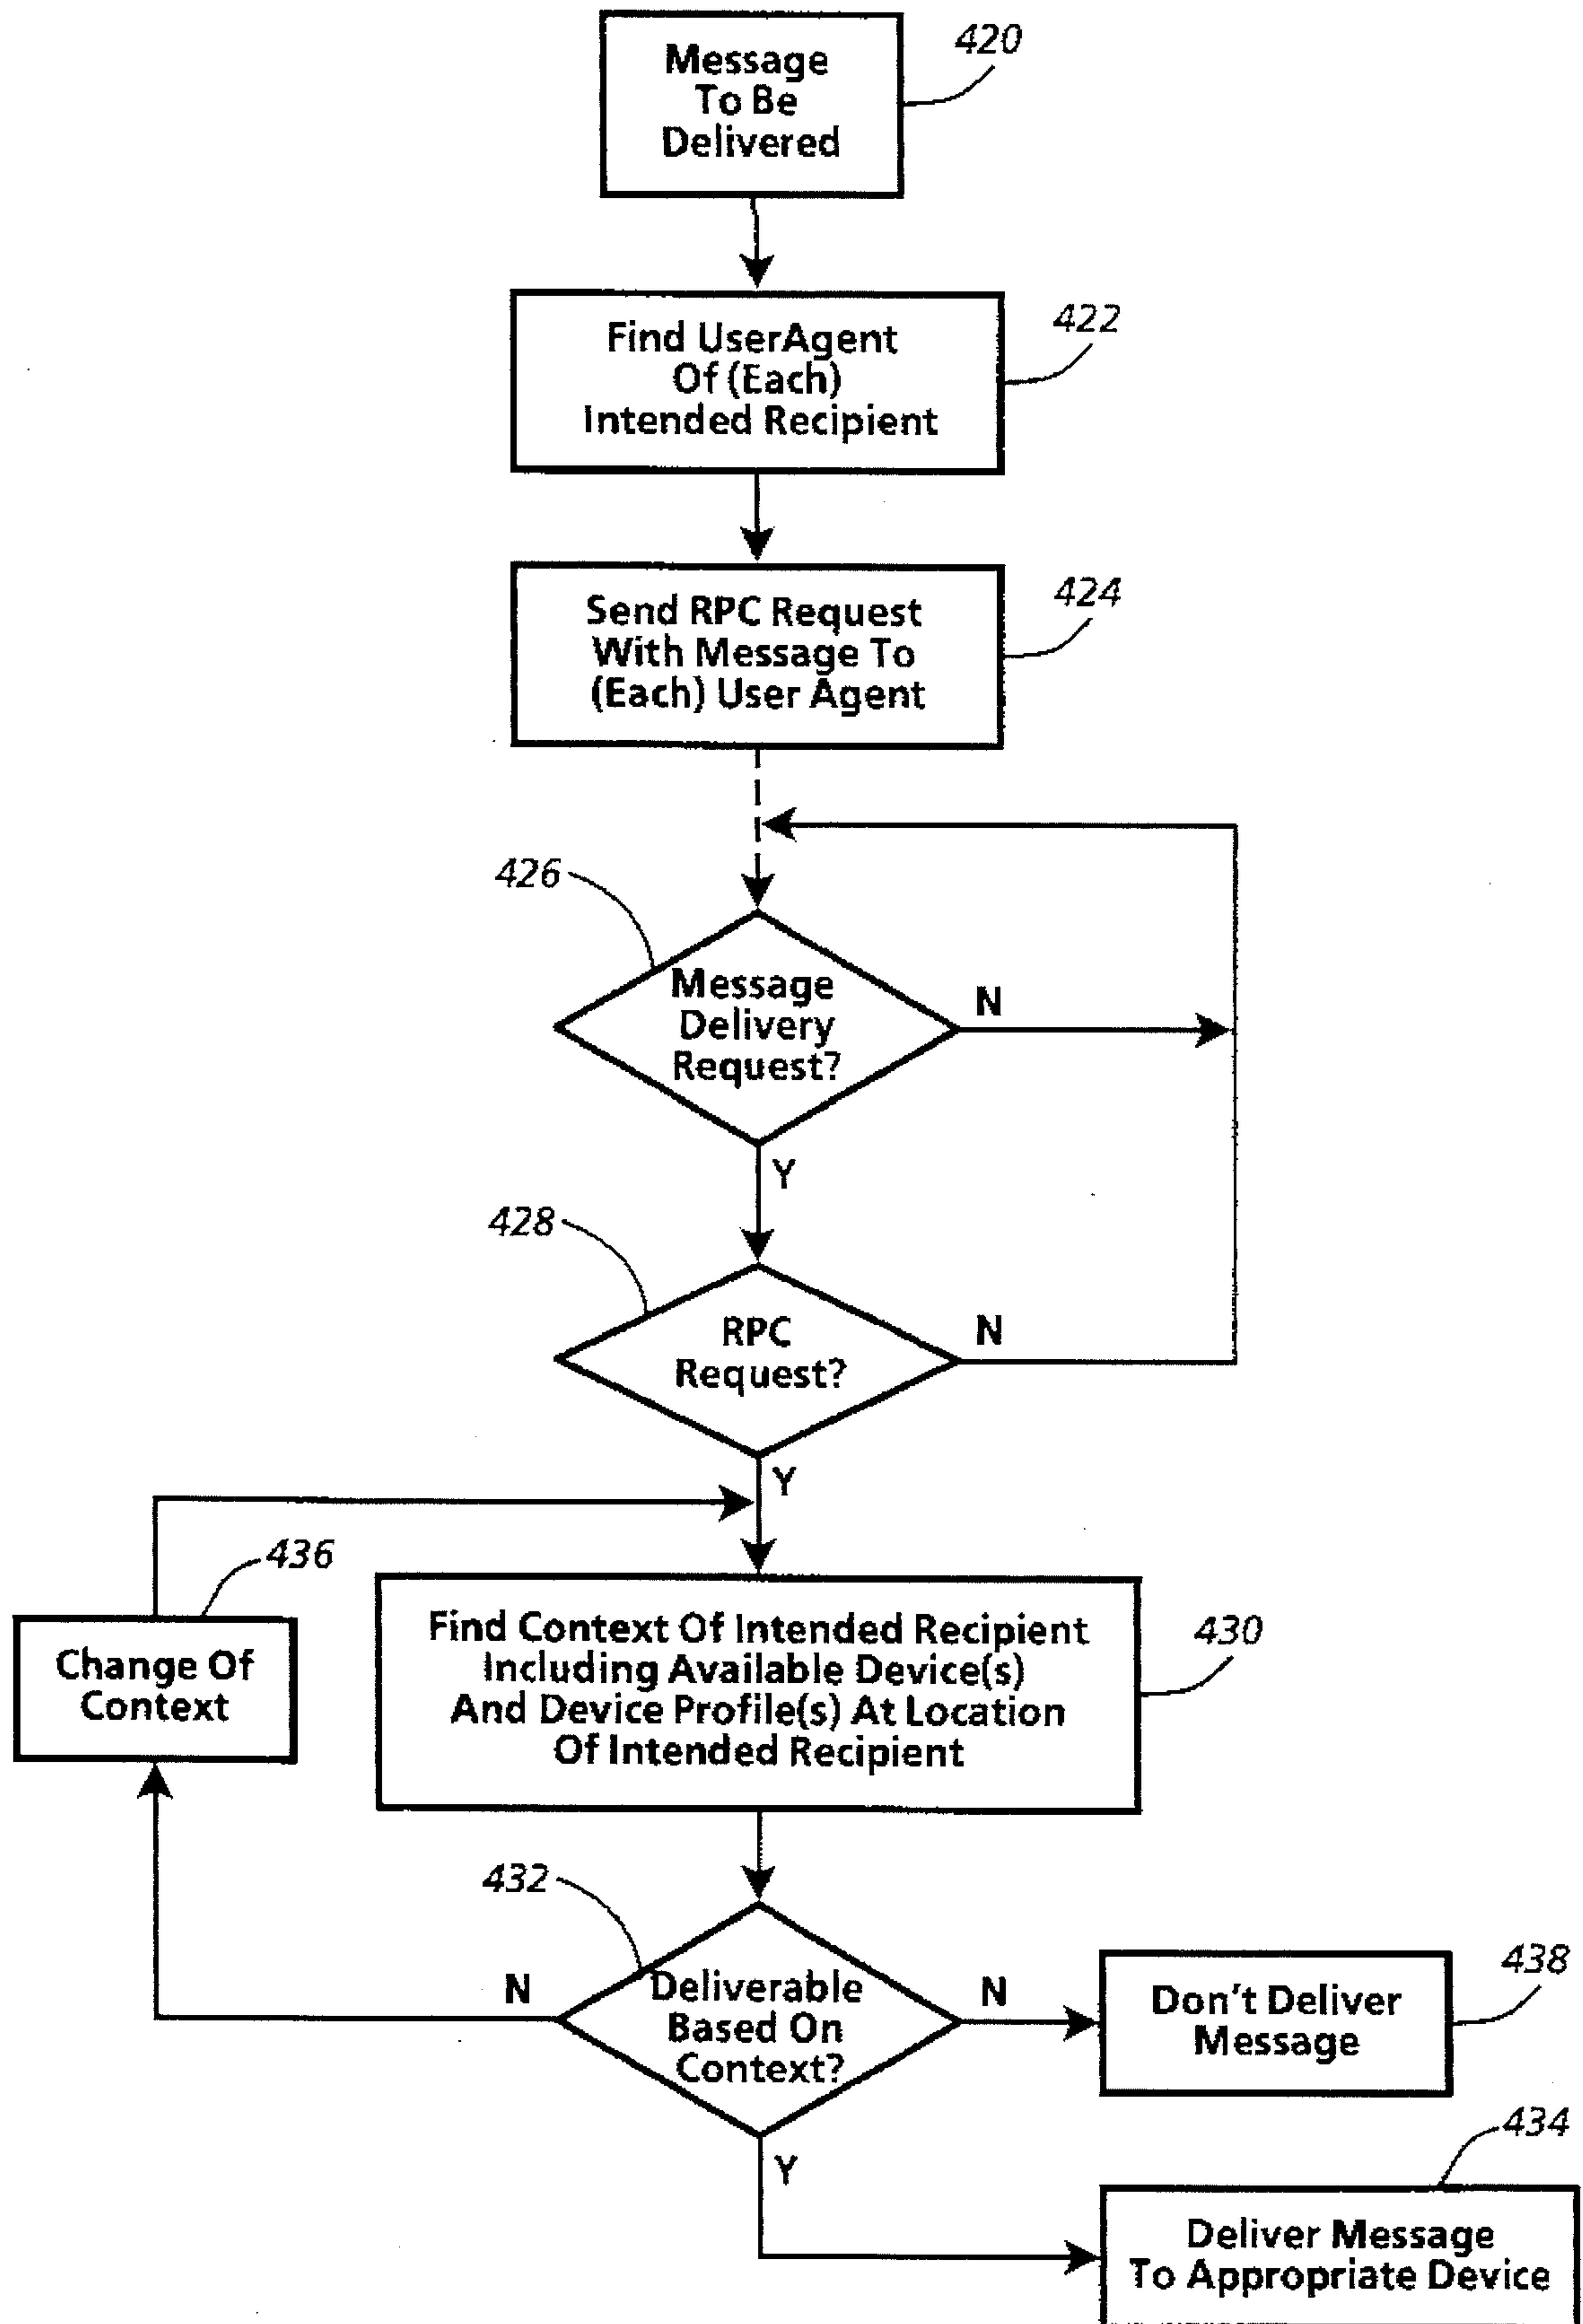 420
Message
To Be
Delivered
422
Find UserAgent
Of (Each)
Intended Recipient
424
Send RPC Request
With Message To
(Each) User Agent
426
Message
Delivery
Request?
N
Y
428
RPC
Request?
N
Y
436
Change Of
Context
430
Find Context Of Intended Recipient
Including Available Device(s)
And Device Profile(s) At Location
Of Intended Recipient
432
Deliverable
Based On
Context?
N
N
Y
438
Don't Deliver
Message
434
Deliver Message
To Appropriate Device